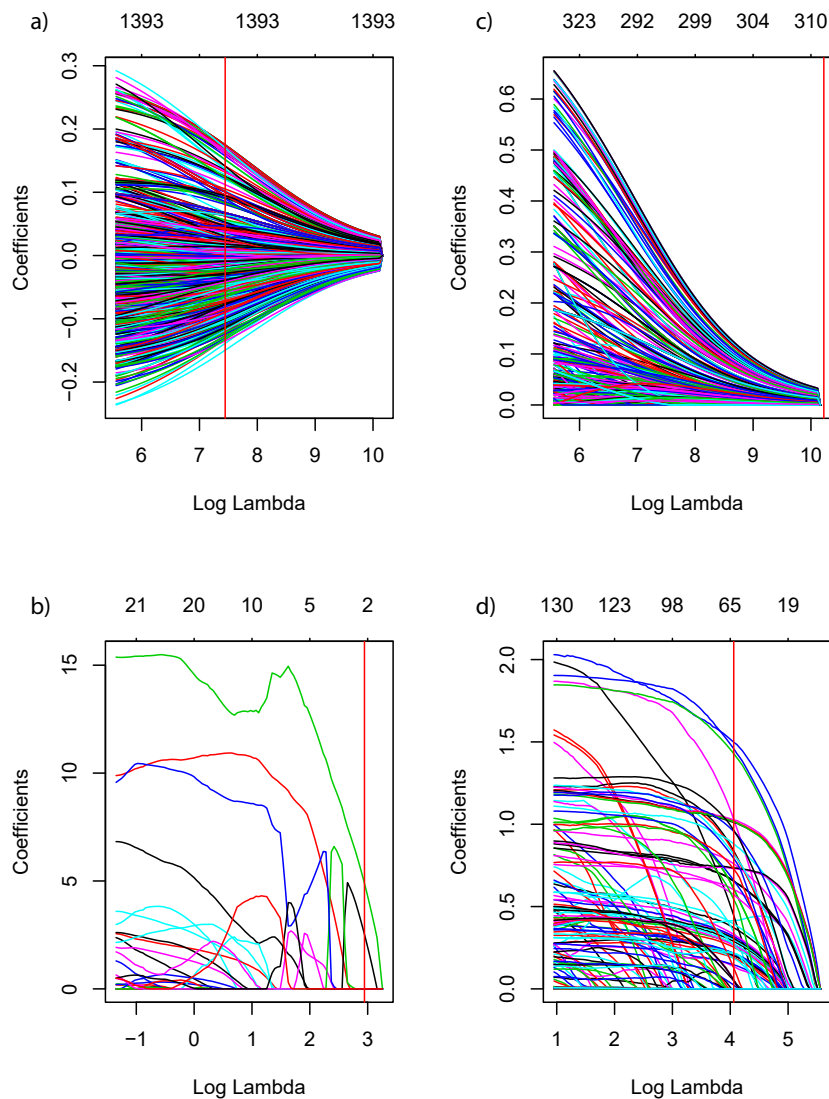 a)
1393 1393 1393
0.3
0.2
0.1
0.0
−0.1
−0.2
Coefficients
6 7 8 9 10
Log Lambda
c)
323 292 299 304 310
0.6
0.5
0.4
0.3
0.2
0.1
0.0
Coefficients
6 7 8 9 10
Log Lambda
b)
21 20 10 5 2
15
10
5
0
Coefficients
−1 0 1 2 3
Log Lambda
d)
130 123 98 65 19
2.0
1.5
1.0
0.5
0.0
Coefficients
1 2 3 4 5
Log Lambda